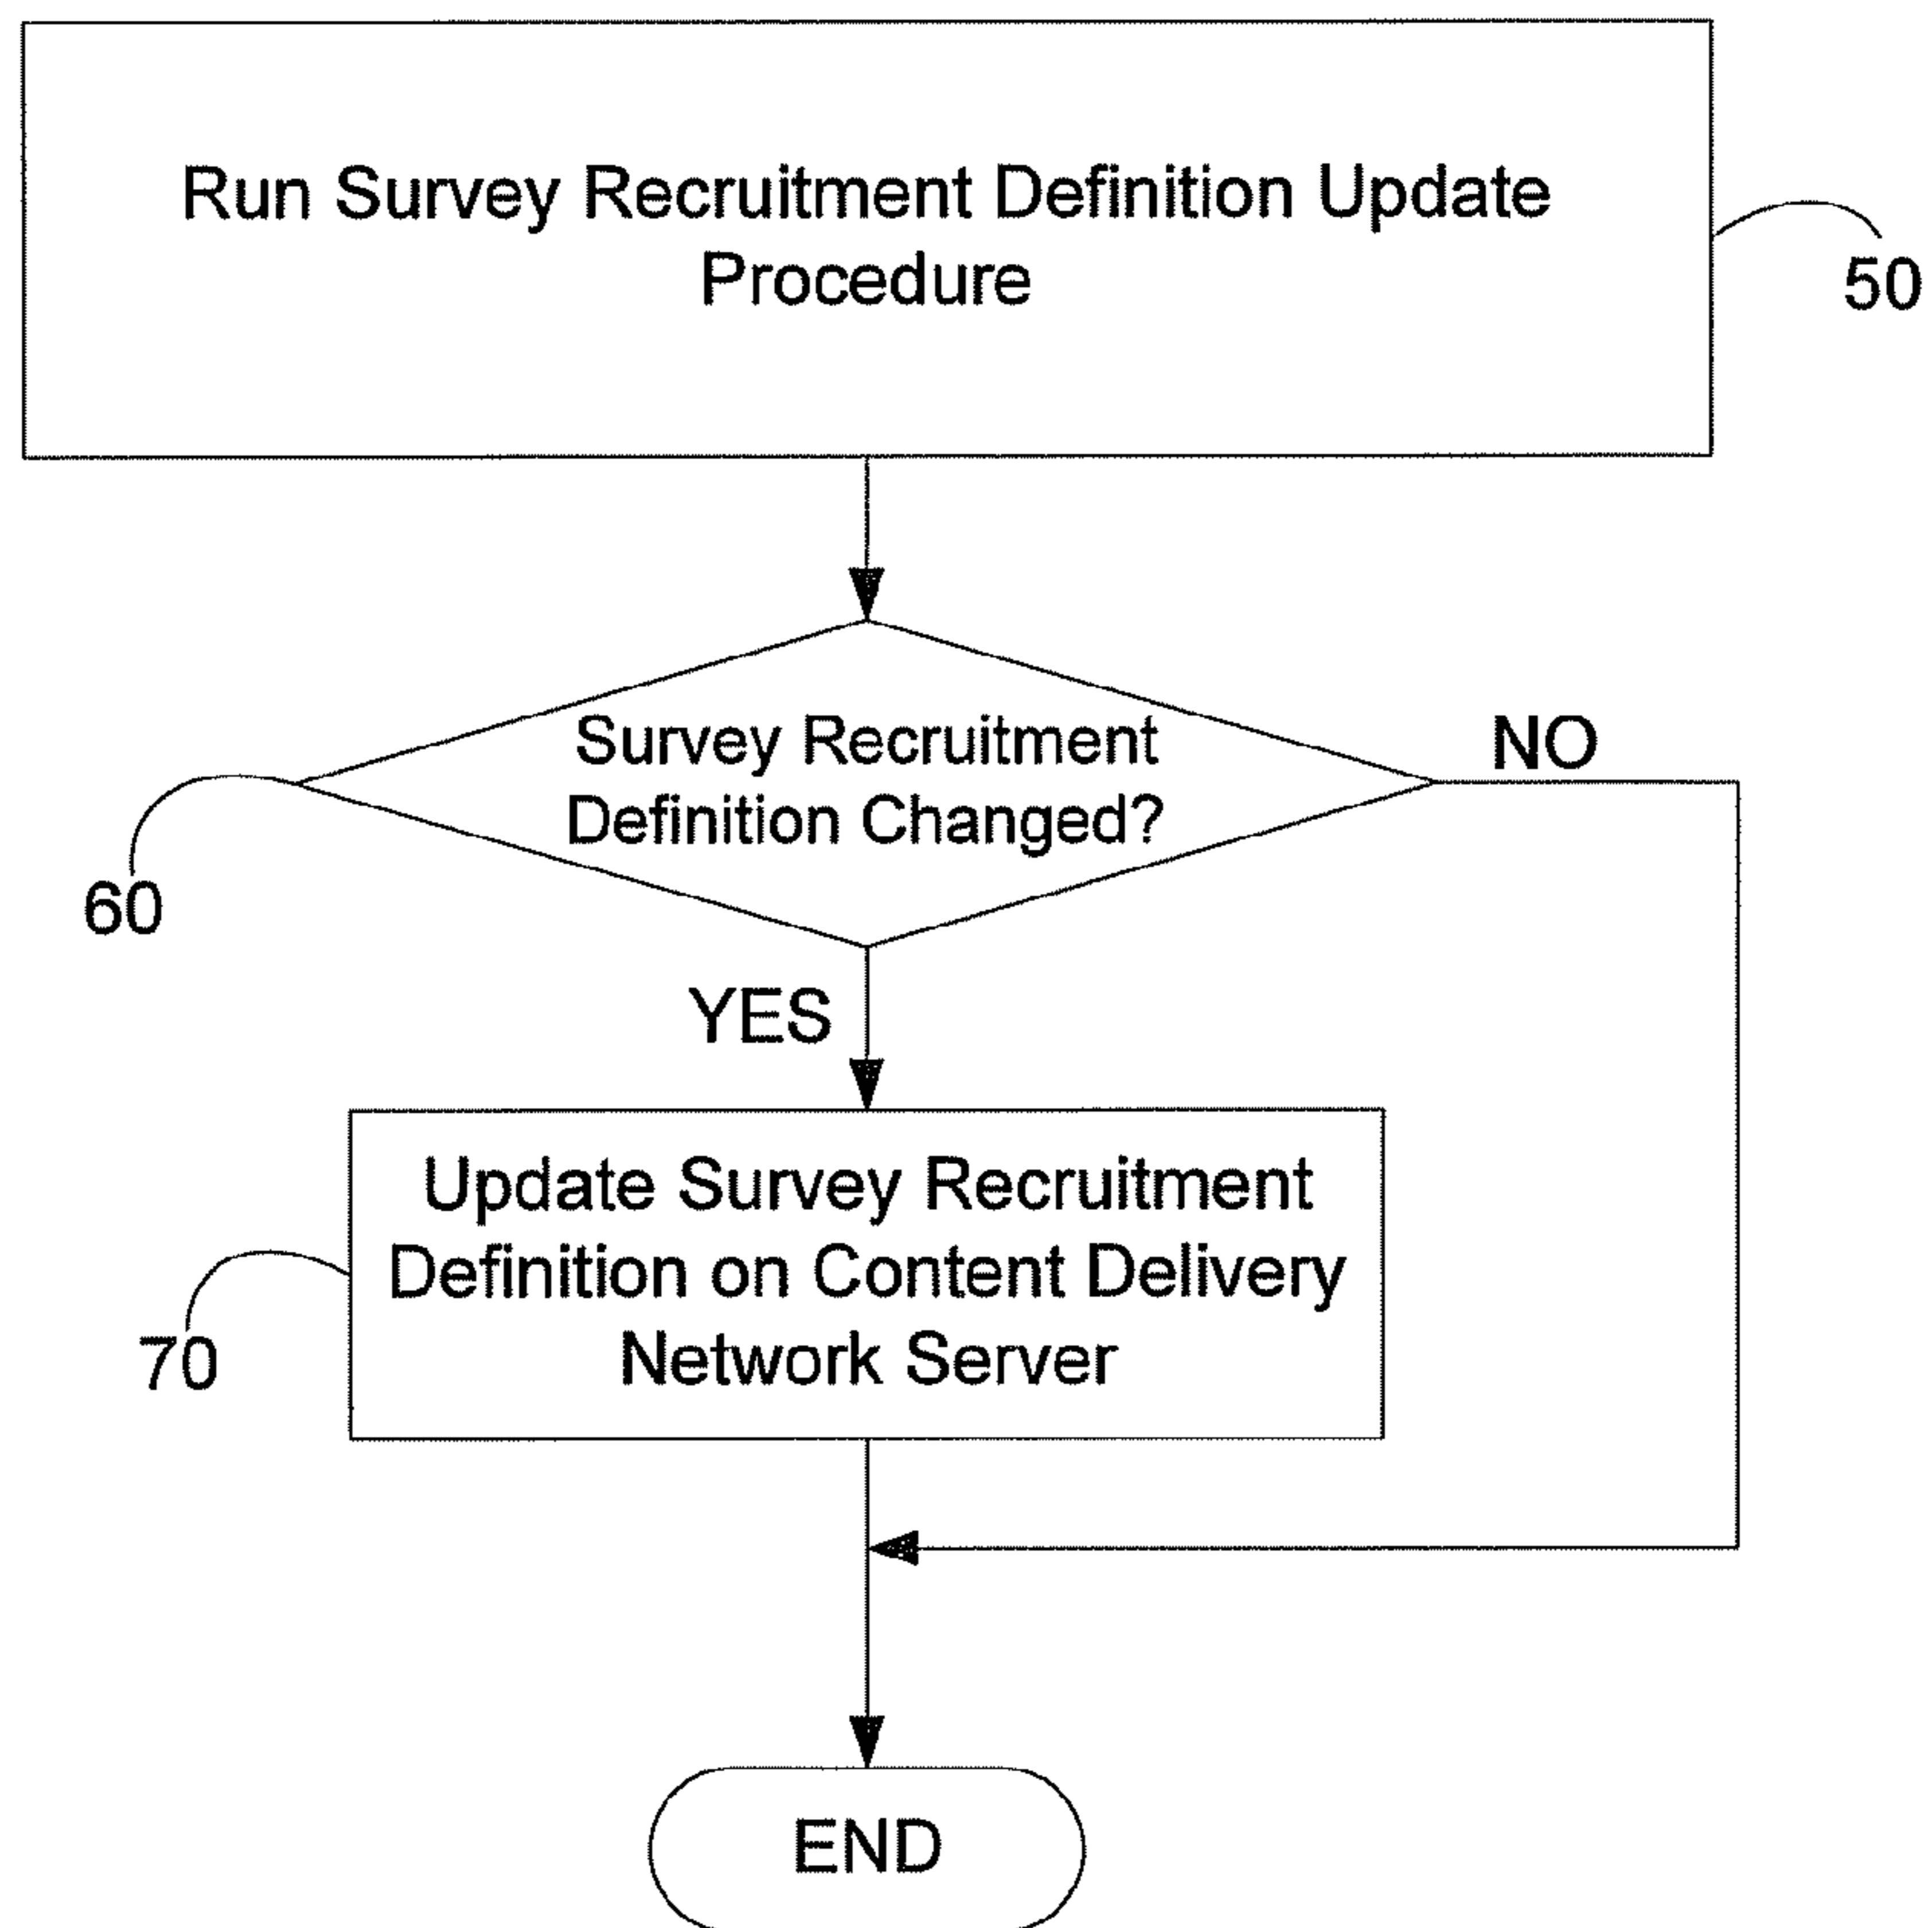 Run Survey Recruitment Definition Update
Procedure
50
Survey Recruitment
Definition Changed?
NO
60
YES
Update Survey Recruitment
Definition on Content Delivery
Network Server
70
END